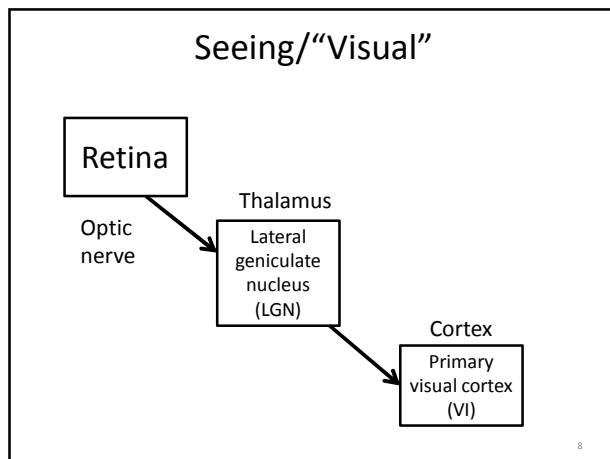 Seeing/“Visual”
Retina
Optic
nerve
Thalamus
Lateral
geniculate
nucleus
(LGN)
Cortex
Primary
visual cortex
(VI)
8